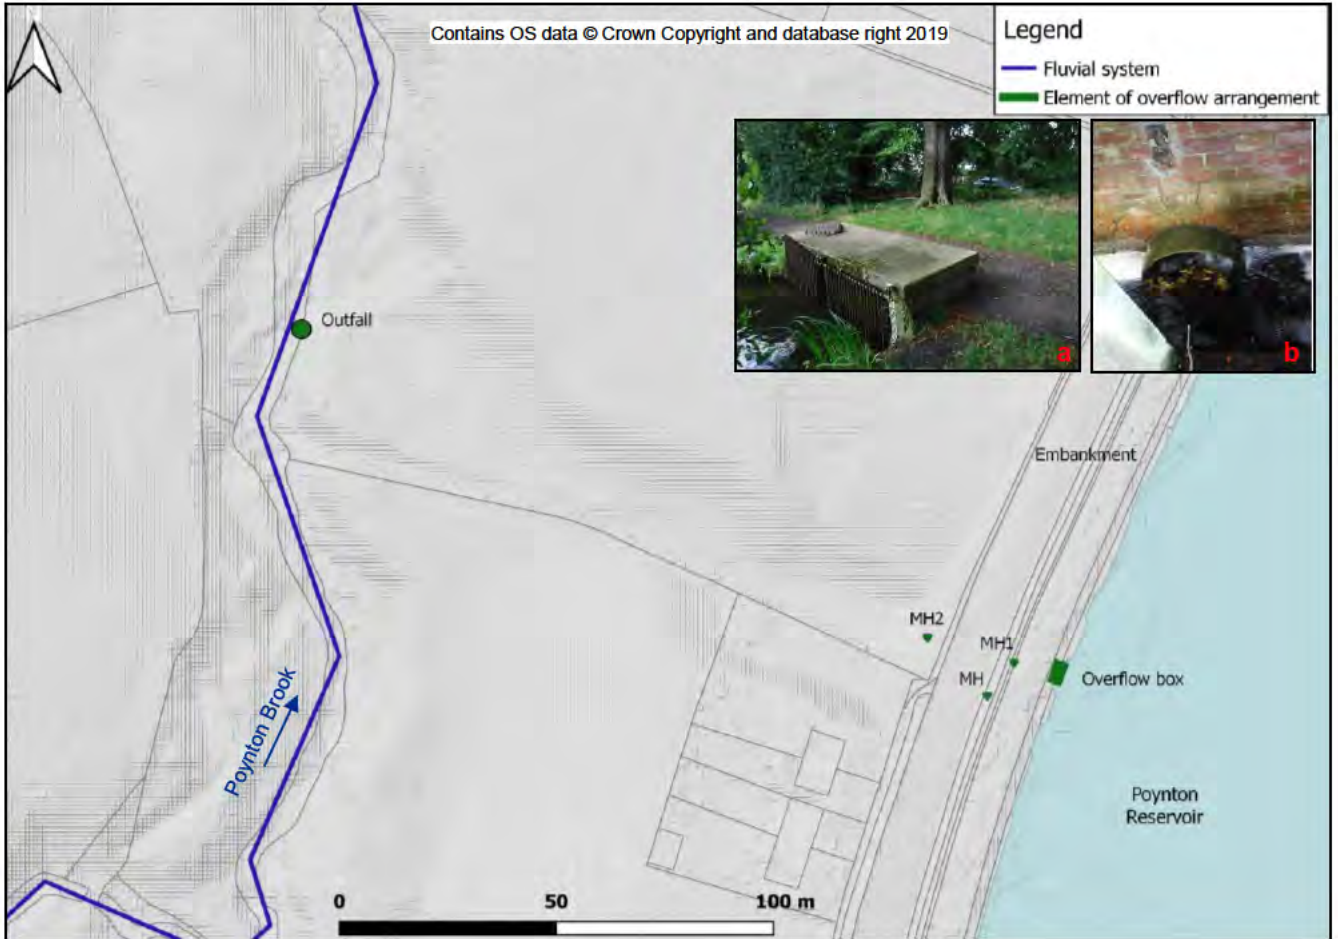 N
Contains OS data © Crown Copyright and database right 2019
Legend
Fluvial system
Element of overflow arrangement
a
b
Outfall
Embankment
MH2
MH1
MH
Overflow box
Poynton Brook
Poynton
Reservoir
0 50 100 m